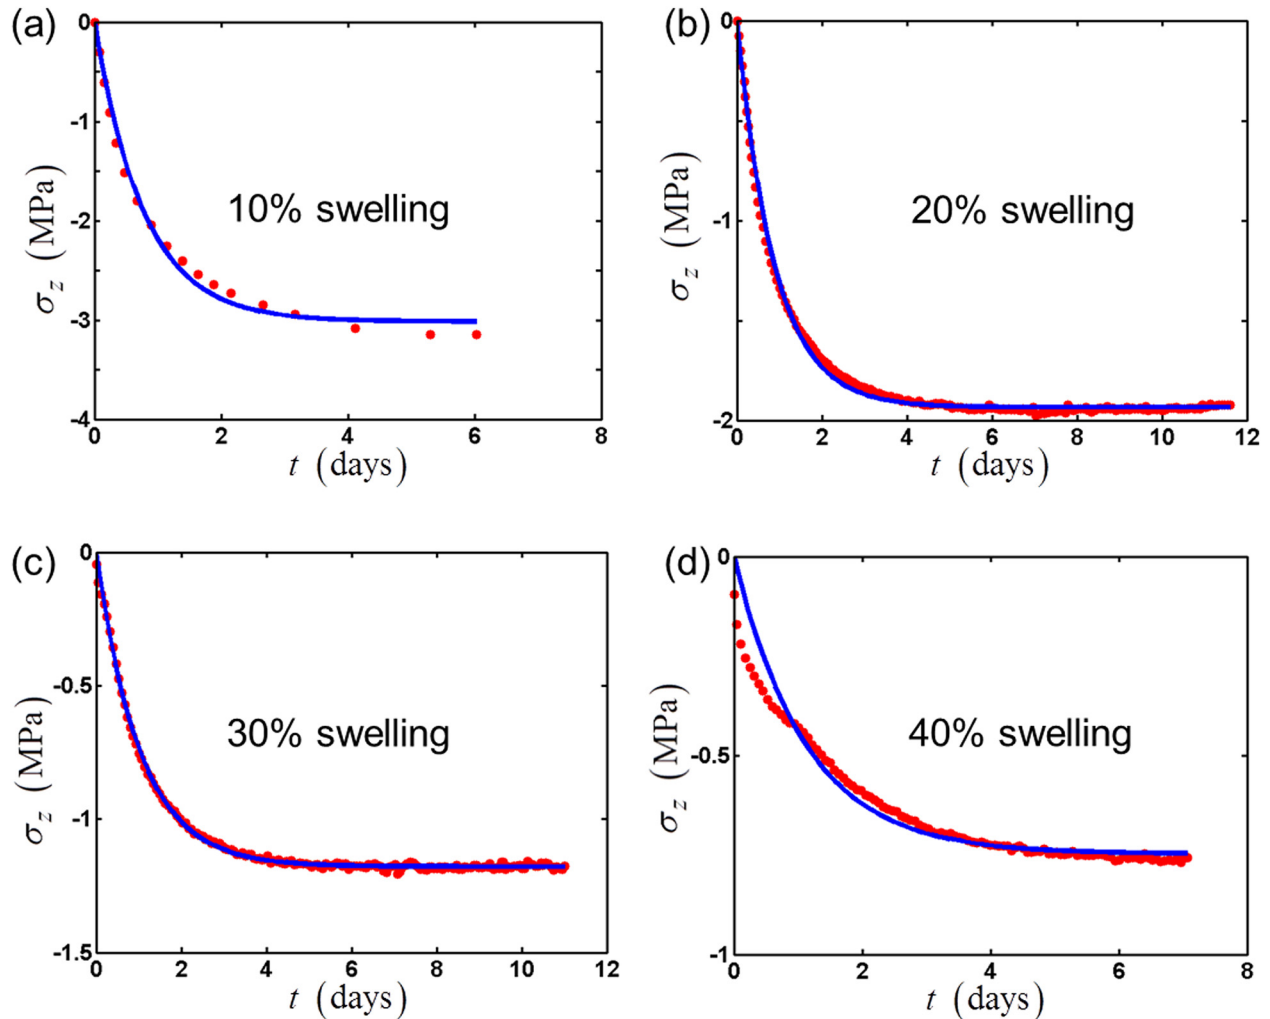 (a)
0
-1
-2
-3
-4
σz (MPa)
10% swelling
0 2 4 6 8
t (days)
(b)
0
-1
-2
σz (MPa)
20% swelling
0 2 4 6 8 10 12
t (days)
(c)
0
-0.5
-1
-1.5
σz (MPa)
30% swelling
0 2 4 6 8 10 12
t (days)
(d)
0
-0.5
-1
σz (MPa)
40% swelling
0 2 4 6 8
t (days)